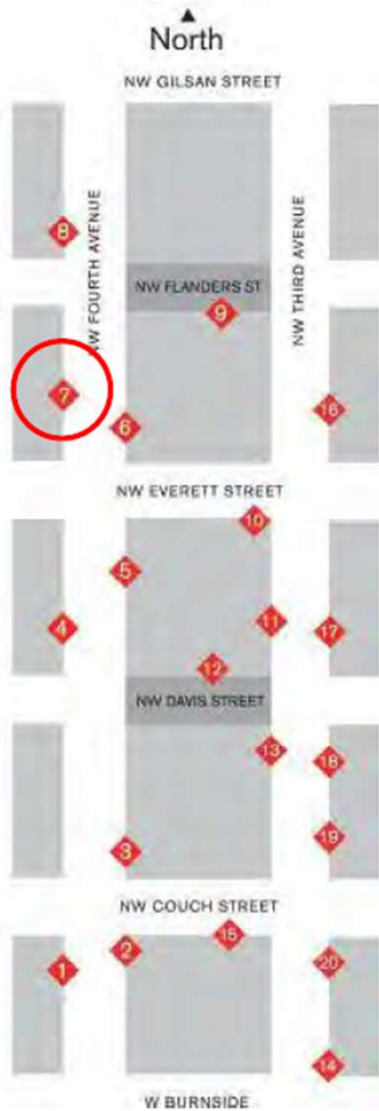 North
NW GILSAN STREET
NW FOURTH AVENUE
NW THIRD AVENUE
8
NW FLANDERS ST
9
7
16
6
NW EVERETT STREET
10
5
11
4
17
12
NW DAVIS STREET
13
18
19
3
NW COUCH STREET
15
2
20
1
14
W BURNSIDE